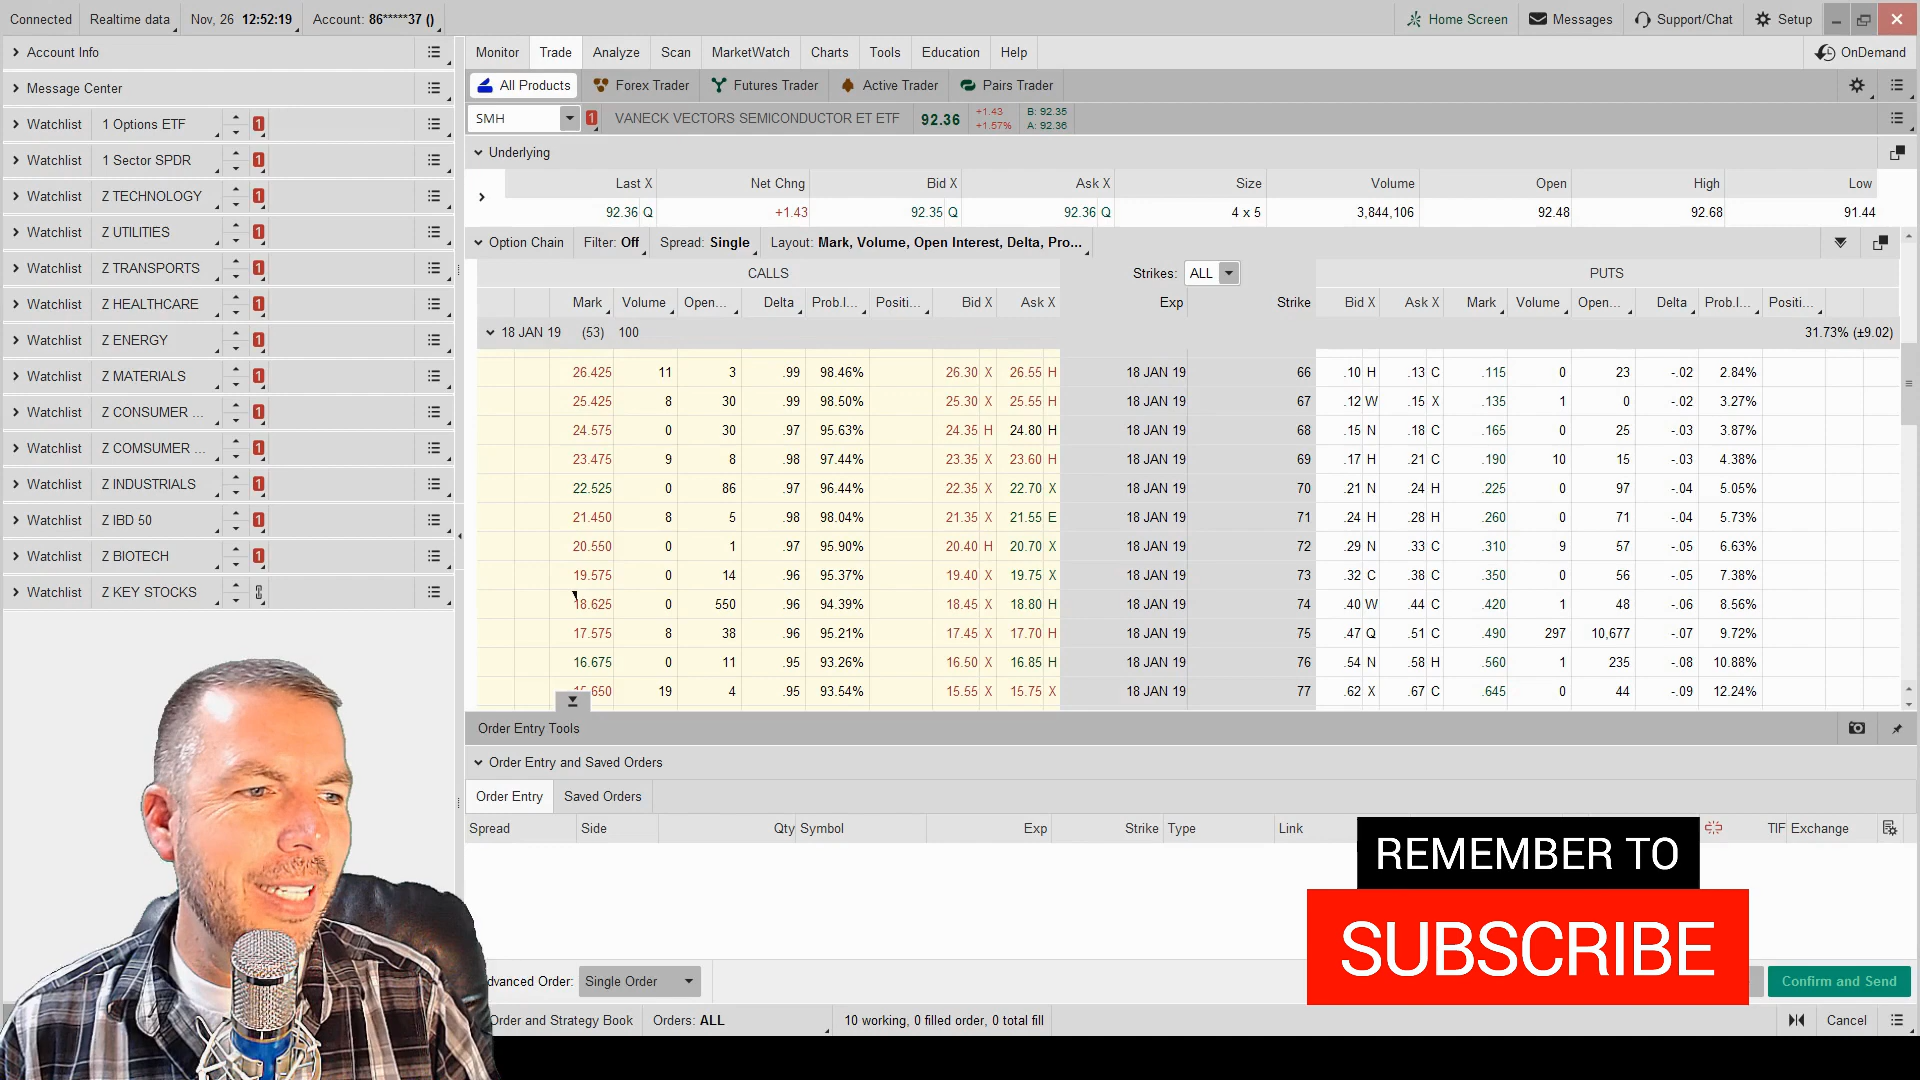 Connected Realtime data Nov, 26 12:52:19 Account: 86*****37 () Home Screen Messages Support/Chat Setup
Account Info
Message Center
Watchlist 1 Options ETF 1
Watchlist 1 Sector SPDR 1
Watchlist Z TECHNOLOGY 1
Watchlist Z UTILITIES 1
Watchlist Z TRANSPORTS 1
Watchlist Z HEALTHCARE 1
Watchlist Z ENERGY 1
Watchlist Z MATERIALS 1
Watchlist Z CONSUMER ... 1
Watchlist Z COMSUMER ... 1
Watchlist Z INDUSTRIALS 1
Watchlist Z IBD 50 1
Watchlist Z BIOTECH 1
Watchlist Z KEY STOCKS
Monitor Trade Analyze Scan MarketWatch Charts Tools Education Help OnDemand
All Products Forex Trader Futures Trader Active Trader Pairs Trader
SMH 1 VANECK VECTORS SEMICONDUCTOR ET ETF 92.36 +1.43 B: 92.35
+1.57% A: 92.36
Underlying
Last X Net Chng Bid X Ask X Size Volume Open High Low
92.36 Q +1.43 92.35 Q 92.36 Q 4 x 5 3,844,106 92.48 92.68 91.44
Option Chain Filter: Off Spread: Single Layout: Mark, Volume, Open Interest, Delta, Pro...
CALLS Strikes: ALL PUTS
Mark Volume Open... Delta Prob.I... Positi... Bid X Ask X Exp Strike Bid X Ask X Mark Volume Open... Delta Prob.I... Positi...
18 JAN 19 (53) 100 31.73% (±9.02)
26.425 11 3 .99 98.46% 26.30 X 26.55 H 18 JAN 19 66 .10 H .13 C .115 0 23 -.02 2.84%
25.425 8 30 .99 98.50% 25.30 X 25.55 H 18 JAN 19 67 .12 W .15 X .135 1 0 -.02 3.27%
24.575 0 30 .97 95.63% 24.35 H 24.80 H 18 JAN 19 68 .15 N .18 C .165 0 25 -.03 3.87%
23.475 9 8 .98 97.44% 23.35 X 23.60 H 18 JAN 19 69 .17 H .21 C .190 10 15 -.03 4.38%
22.525 0 86 .97 96.44% 22.35 X 22.70 X 18 JAN 19 70 .21 N .24 H .225 0 97 -.04 5.05%
21.450 8 5 .98 98.04% 21.35 X 21.55 E 18 JAN 19 71 .24 H .28 H .260 0 71 -.04 5.73%
20.550 0 1 .97 95.90% 20.40 H 20.70 X 18 JAN 19 72 .29 N .33 C .310 9 57 -.05 6.63%
19.575 0 14 .96 95.37% 19.40 X 19.75 X 18 JAN 19 73 .32 C .38 C .350 0 56 -.05 7.38%
18.625 0 550 .96 94.39% 18.45 X 18.80 H 18 JAN 19 74 .40 W .44 C .420 1 48 -.06 8.56%
17.575 8 38 .96 95.21% 17.45 X 17.70 H 18 JAN 19 75 .47 Q .51 C .490 297 10,677 -.07 9.72%
16.675 0 11 .95 93.26% 16.50 X 16.85 H 18 JAN 19 76 .54 N .58 H .560 1 235 -.08 10.88%
15.650 19 4 .95 93.54% 15.55 X 15.75 X 18 JAN 19 77 .62 X .67 C .645 0 44 -.09 12.24%
Order Entry Tools
Order Entry and Saved Orders
Order Entry Saved Orders
Spread Side Qty Symbol Exp Strike Type Link TIF Exchange
REMEMBER TO
SUBSCRIBE
dvanced Order: Single Order Confirm and Send
Order and Strategy Book Orders: ALL 10 working, 0 filled order, 0 total fill Cancel